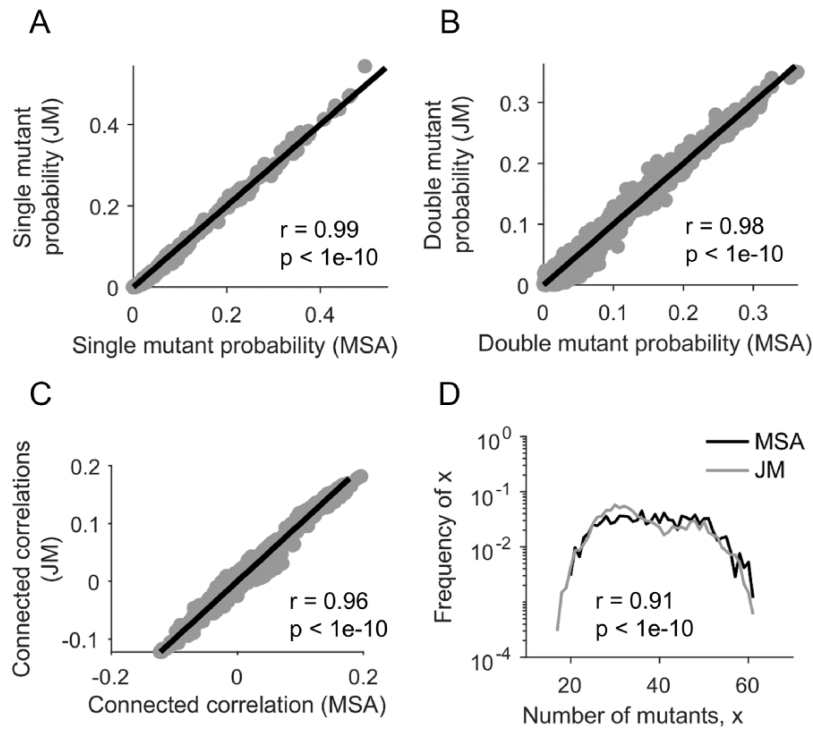 A
Single mutant
probability (JM)
0.4
0.2
0
r = 0.99
p < 1e-10
0
0.2
0.4
Single mutant probability (MSA)
B
Double mutant
probability (JM)
0.3
0.2
0.1
0
r = 0.98
p < 1e-10
0
0.1
0.2
0.3
Double mutant probability (MSA)
C
Connected correlations
(JM)
0.2
0.1
0
-0.1
r = 0.96
p < 1e-10
-0.2
0
0.2
Connected correlation (MSA)
D
Frequency of x
10^0
10^-1
10^-2
10^-4
MSA
JM
r = 0.91
p < 1e-10
20
40
60
Number of mutants, x